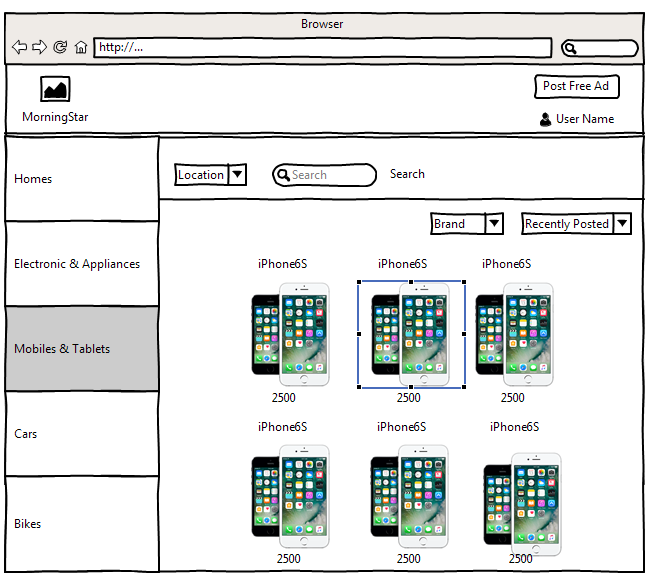 Browser
http://...
MorningStar
Post Free Ad
User Name
Homes
Electronic & Appliances
Mobiles & Tablets
Cars
Bikes
Location
Search
Search
Brand
Recently Posted
iPhone6S
iPhone6S
iPhone6S
2500
2500
2500
iPhone6S
iPhone6S
iPhone6S
2500
2500
2500